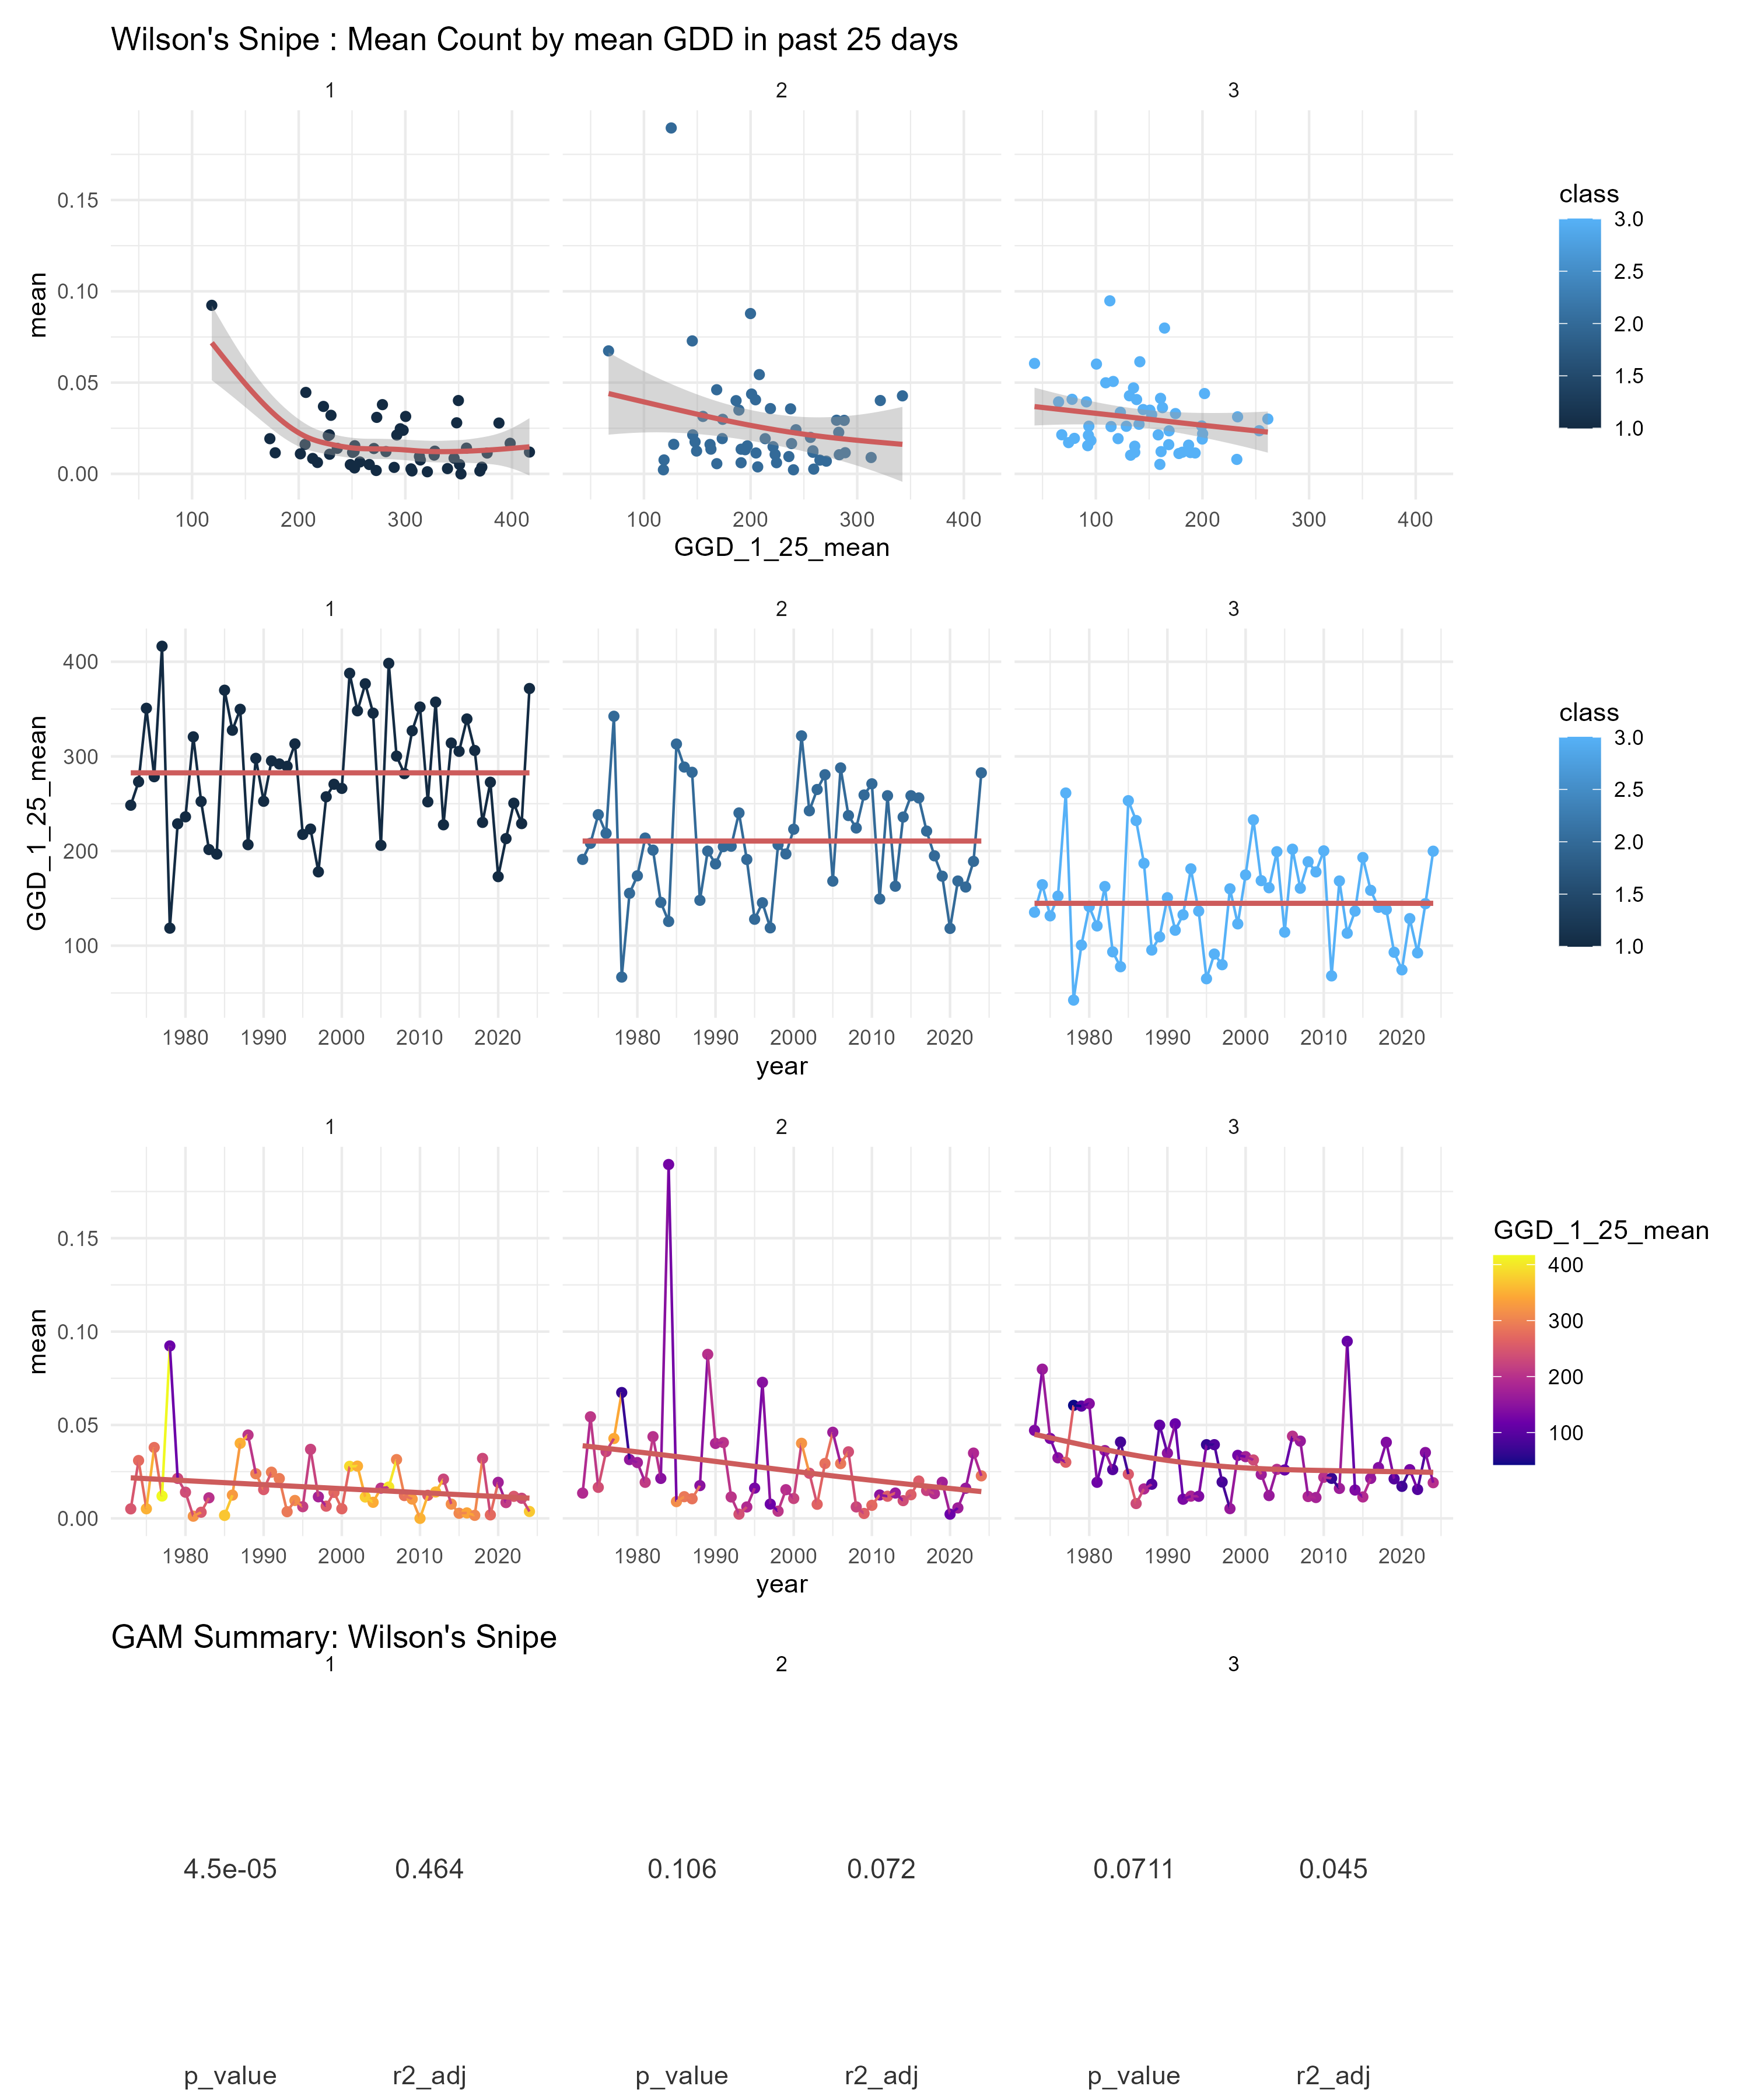 Wilson's Snipe : Mean Count by mean GDD in past 25 days
1 2 3
mean
0.15
0.10
0.05
0.00
100 200 300 400 100 200 300 400 100 200 300 400
GGD_1_25_mean
class
3.0
2.5
2.0
1.5
1.0
1 2 3
GGD_1_25_mean
400
300
200
100
1980 1990 2000 2010 2020 1980 1990 2000 2010 2020 1980 1990 2000 2010 2020
year
class
3.0
2.5
2.0
1.5
1.0
1 2 3
mean
0.15
0.10
0.05
0.00
1980 1990 2000 2010 2020 1980 1990 2000 2010 2020 1980 1990 2000 2010 2020
year
GGD_1_25_mean
400
300
200
100
GAM Summary: Wilson's Snipe
1 2 3
4.5e-05 0.464 0.106 0.072 0.0711 0.045
p_value r2_adj p_value r2_adj p_value r2_adj